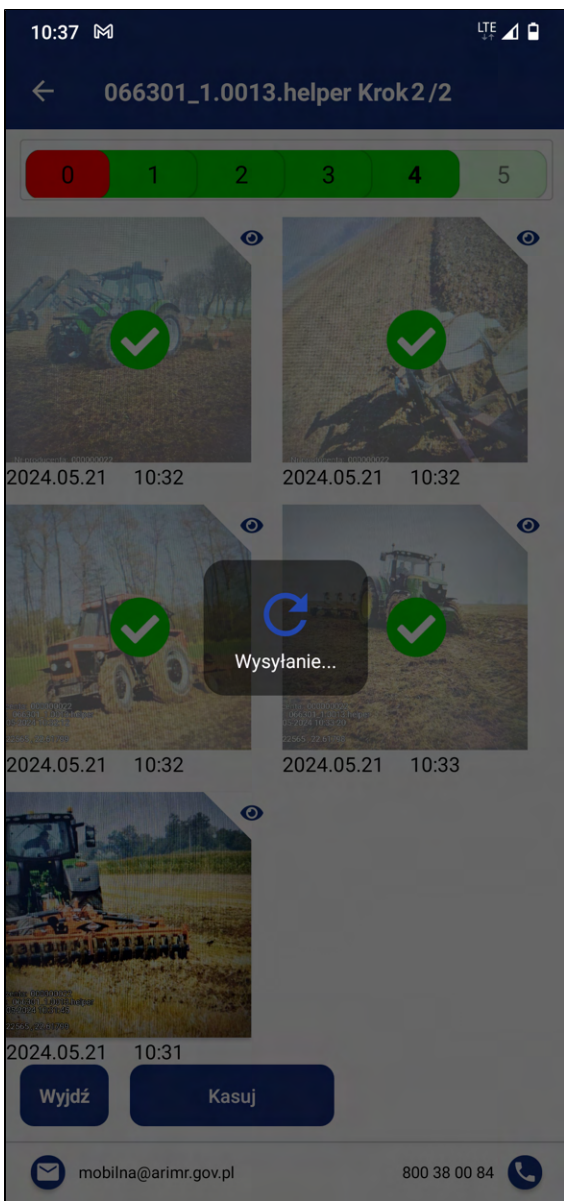 10:37 LTE
066301_1.0013.helper Krok 2/2
0 1 2 3 4 5
2024.05.21 10:32 2024.05.21 10:32
Wysyłanie...
2024.05.21 10:32 2024.05.21 10:33
2024.05.21 10:31
Wyjdź Kasuj
mobilna@arimr.gov.pl 800 38 00 84